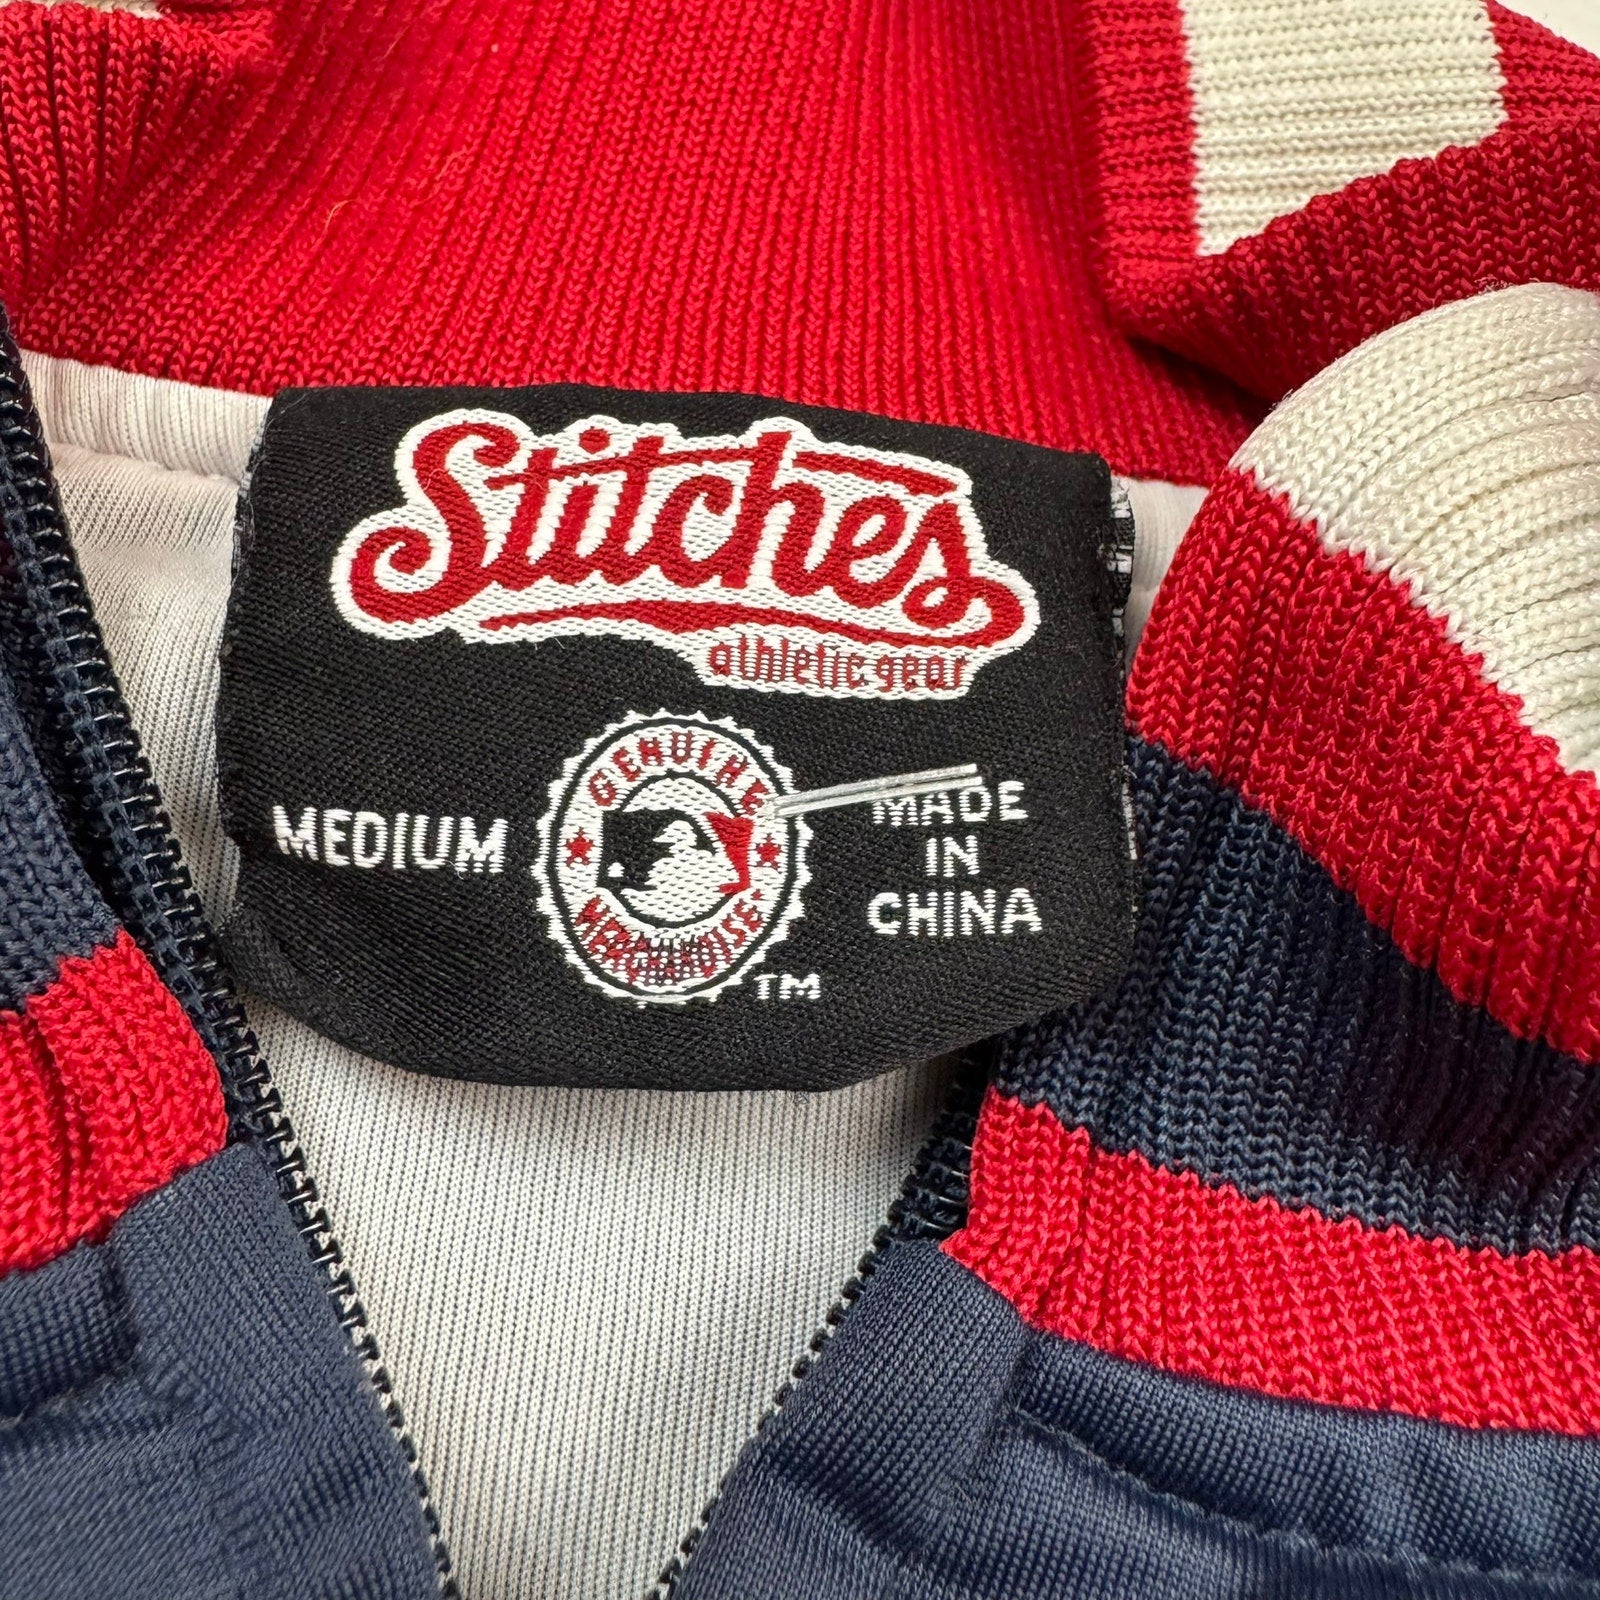 Stitches
athletic gear
GENUINE
MERCHANDISE
TM
MEDIUM
MADE
IN
CHINA